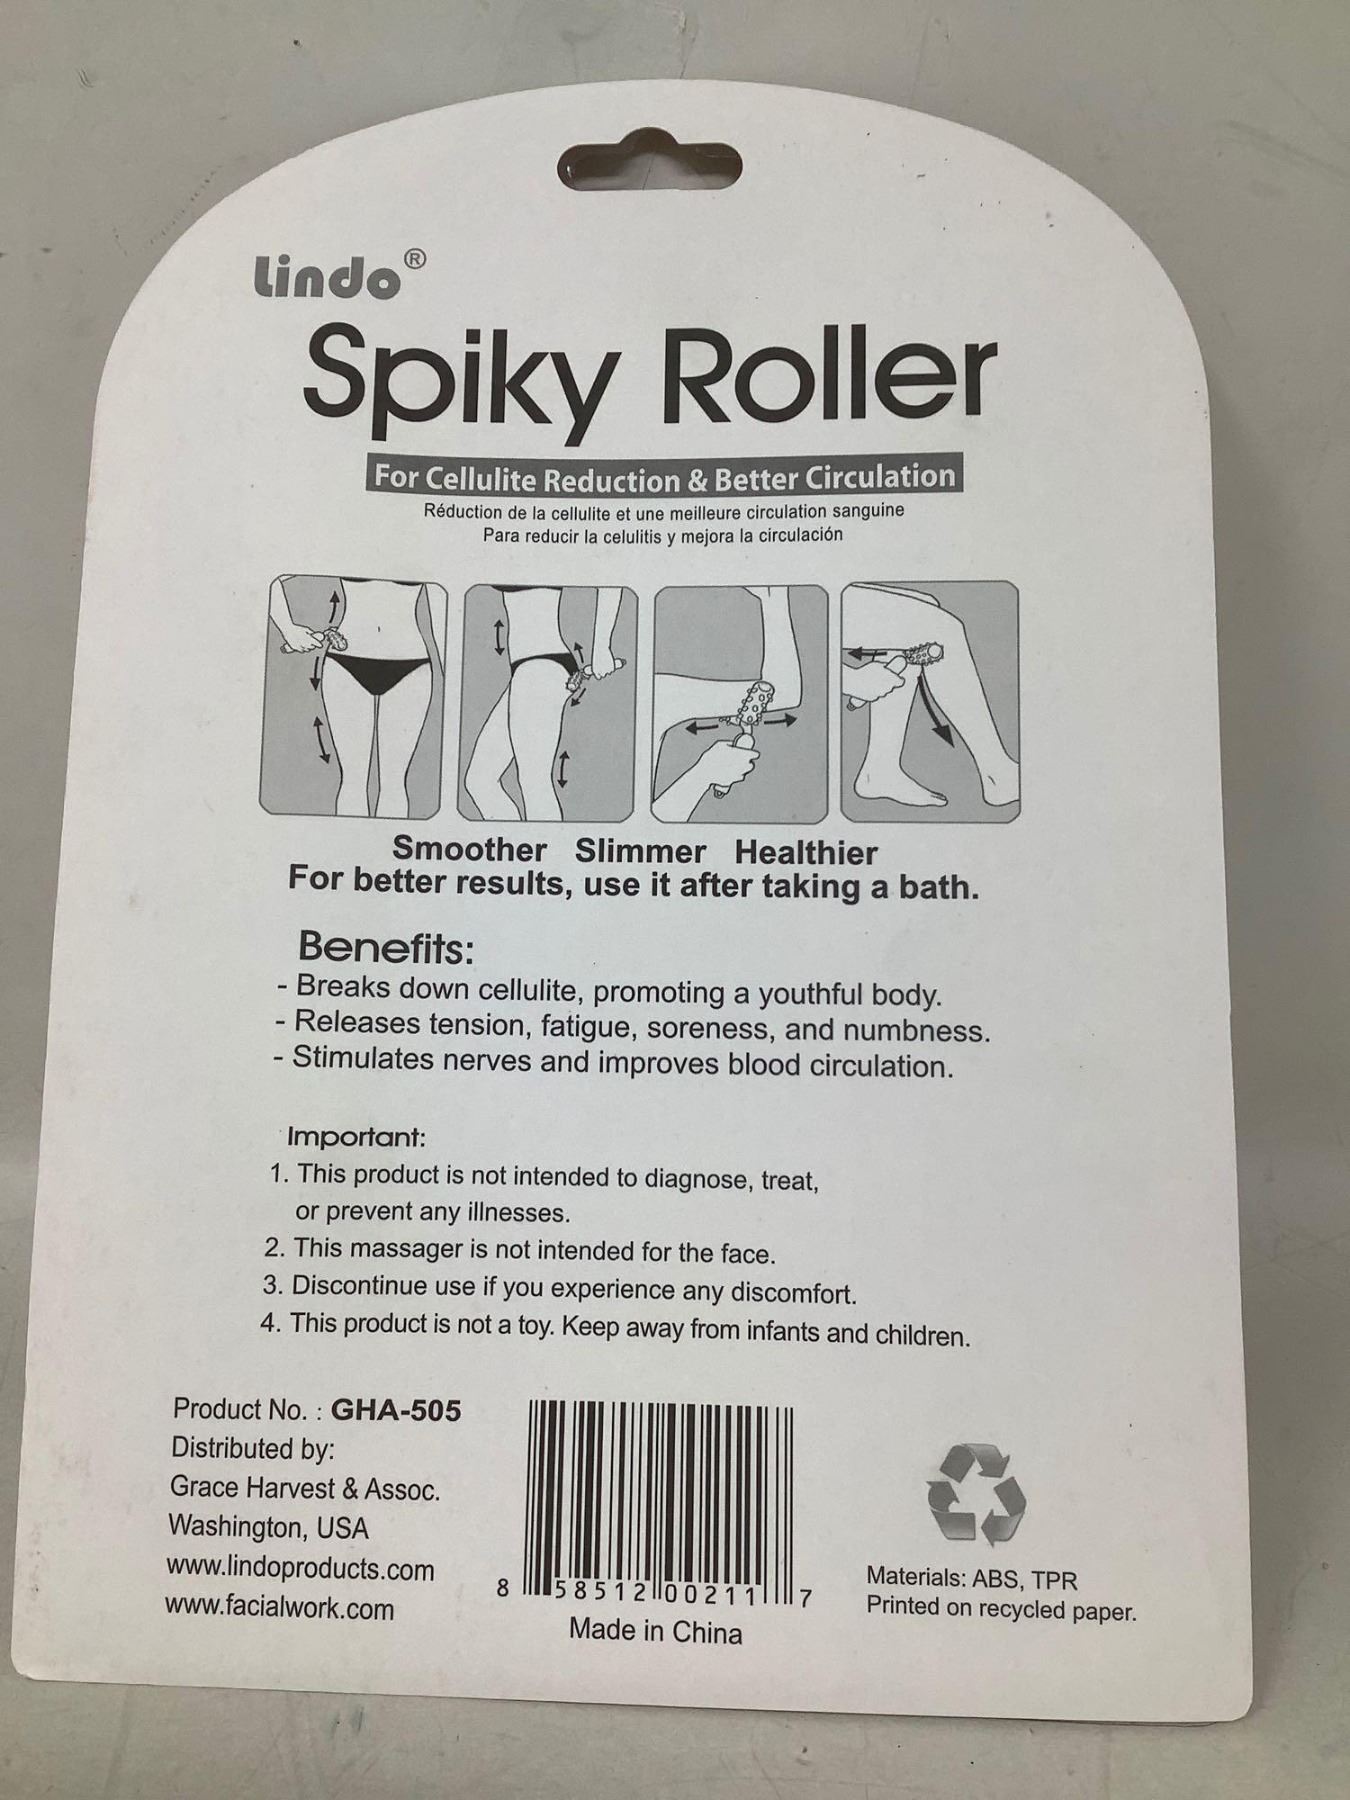 Lindo®
Spiky Roller
For Cellulite Reduction & Better Circulation
Réduction de la cellulite et une meilleure circulation sanguine
Para reducir la celulitis y mejora la circulación
Smoother Slimmer Healthier
For better results, use it after taking a bath.
Benefits:
- Breaks down cellulite, promoting a youthful body.
- Releases tension, fatigue, soreness, and numbness.
- Stimulates nerves and improves blood circulation.
Important:
1. This product is not intended to diagnose, treat,
or prevent any illnesses.
2. This massager is not intended for the face.
3. Discontinue use if you experience any discomfort.
4. This product is not a toy. Keep away from infants and children.
Product No. : GHA-505
Distributed by:
Grace Harvest & Assoc.
Washington, USA
www.lindoproducts.com
www.facialwork.com
8 58512 00211 7
Made in China
Materials: ABS, TPR
Printed on recycled paper.